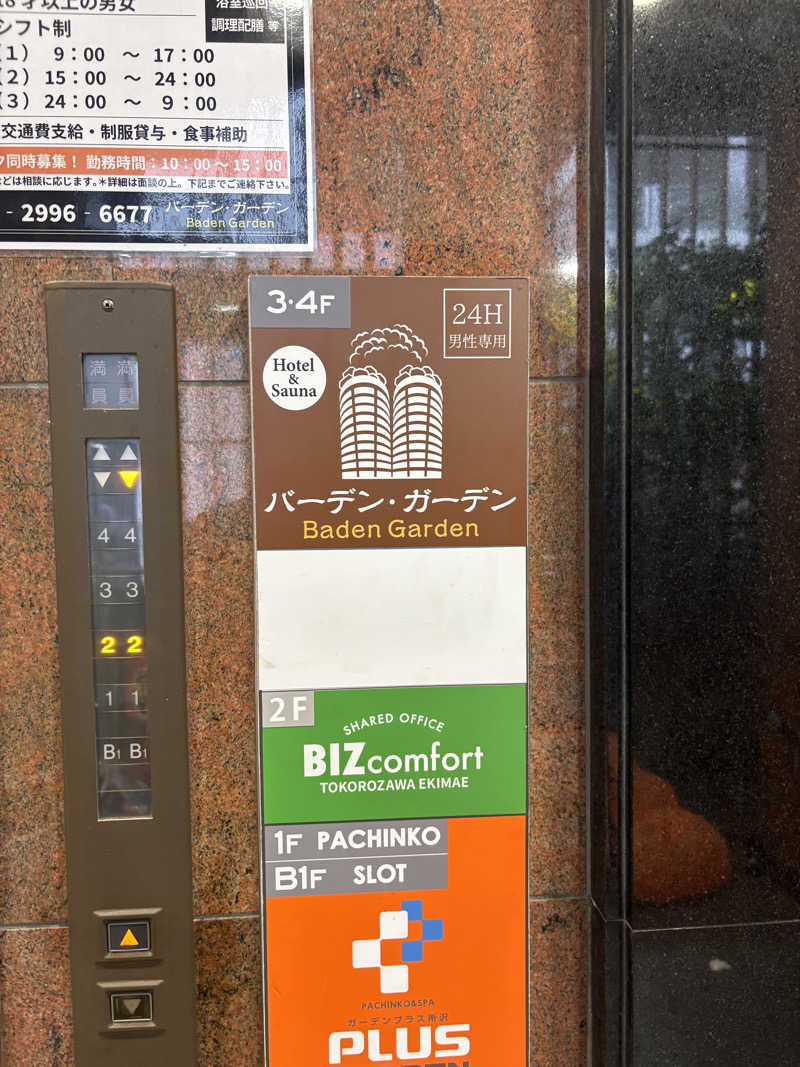 才以上の男女
浴室巡回
調理配膳 等
シフト制
(1) 9:00 ～ 17:00
(2) 15:00 ～ 24:00
(3) 24:00 ～ 9:00
交通費支給・制服貸与・食事補助
ク同時募集！ 勤務時間：10：00～15：00
などは相談に応じます。＊詳細は面談の上。下記までご連絡下さい。
- 2996 - 6677 バーデン・ガーデン
Baden Garden
3・4F
24H
男性専用
Hotel
&
Sauna
バーデン・ガーデン
Baden Garden
満 満
員 員
4 4
3 3
2 2
1 1
B1 B1
2F
SHARED OFFICE
BIZcomfort
TOKOROZAWA EKIMAE
1F PACHINKO
B1F SLOT
PACHINKO&SPA
ガーデンプラス所沢
PLUS